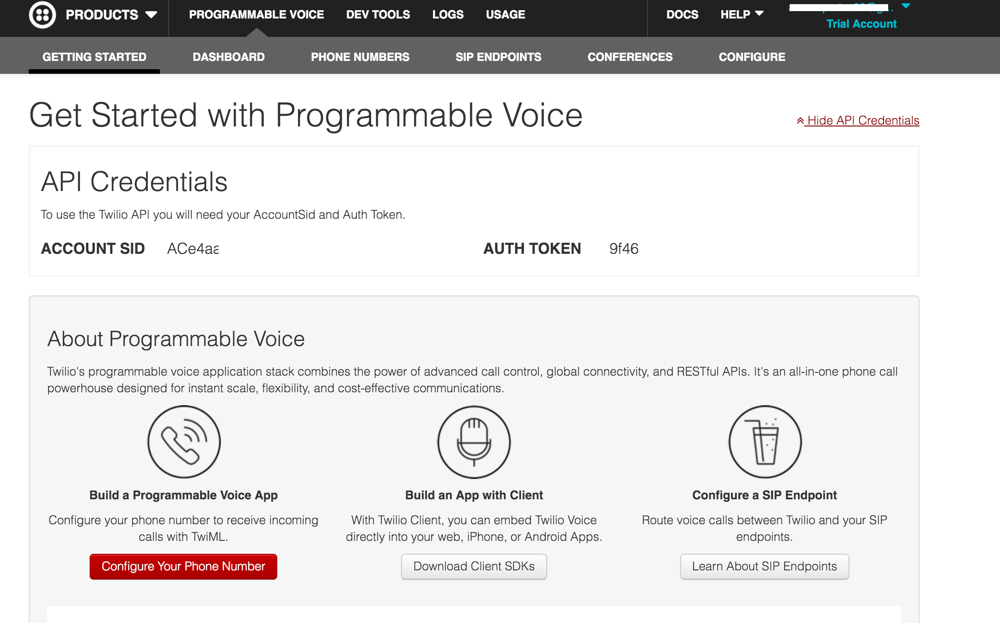 PRODUCTS
PROGRAMMABLE VOICE DEV TOOLS LOGS USAGE
DOCS HELP
Trial Account
GETTING STARTED DASHBOARD PHONE NUMBERS SIP ENDPOINTS CONFERENCES CONFIGURE
Get Started with Programmable Voice
Hide API Credentials
API Credentials
To use the Twilio API you will need your AccountSid and Auth Token.
ACCOUNT SID ACe4aa
AUTH TOKEN 9f46
About Programmable Voice
Twilio's programmable voice application stack combines the power of advanced call control, global connectivity, and RESTful APIs. It's an all-in-one phone call
powerhouse designed for instant scale, flexibility, and cost-effective communications.
Build a Programmable Voice App
Configure your phone number to receive incoming
calls with TwiML.
Configure Your Phone Number
Build an App with Client
With Twilio Client, you can embed Twilio Voice
directly into your web, iPhone, or Android Apps.
Download Client SDKs
Configure a SIP Endpoint
Route voice calls between Twilio and your SIP
endpoints.
Learn About SIP Endpoints